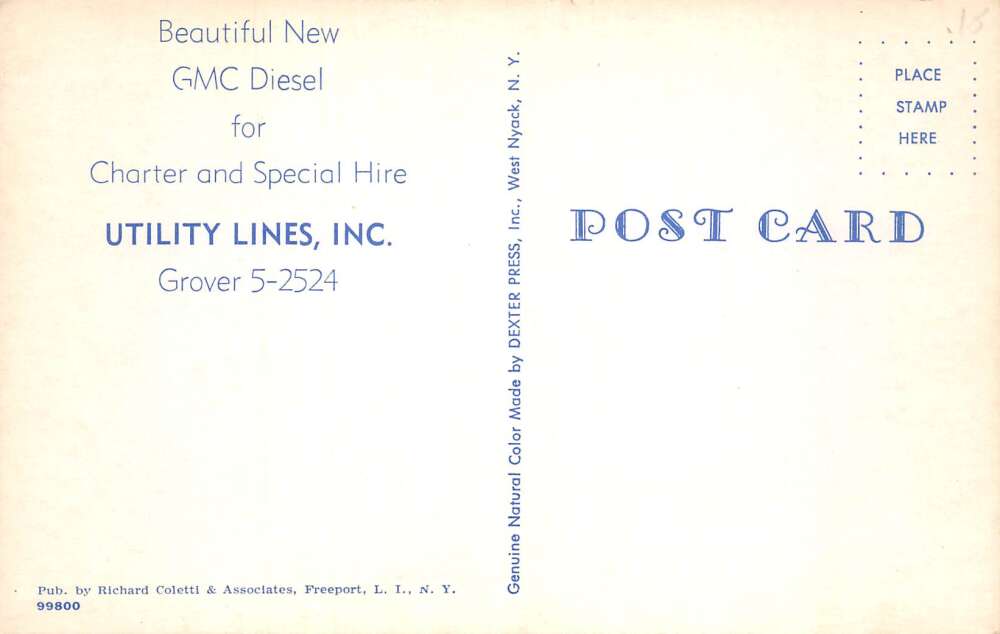 Beautiful New
GMC Diesel
for
Charter and Special Hire
UTILITY LINES, INC.
Grover 5-2524
Pub. by Richard Coletti & Associates, Freeport, L. I., N. Y.
99800
Genuine Natural Color Made by DEXTER PRESS, Inc., West Nyack, N. Y.
.15
PLACE
STAMP
HERE
POST CARD